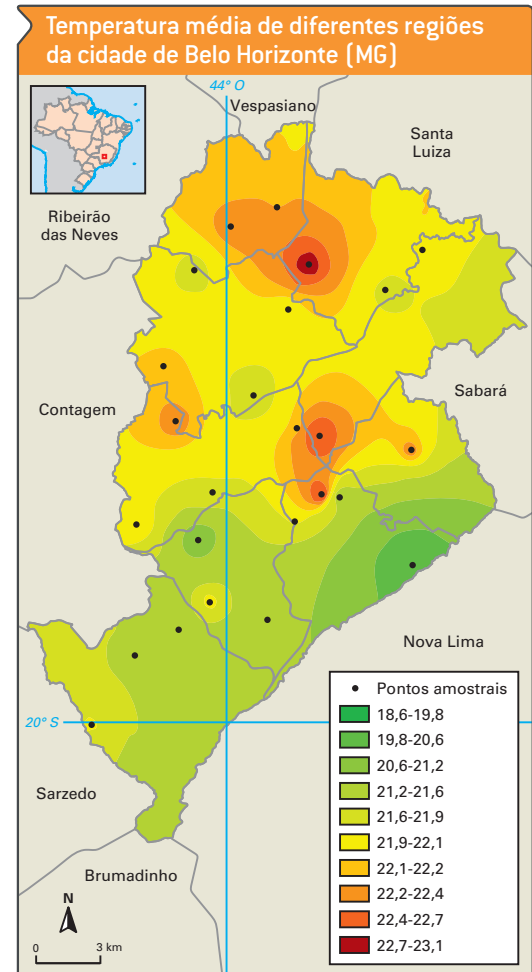 Temperatura média de diferentes regiões
da cidade de Belo Horizonte (MG)
44° O
Vespasiano
Santa
Luiza
Ribeirão
das Neves
Contagem
Sabará
Nova Lima
20° S
Sarzedo
Brumadinho
N
0 3 km
Pontos amostrais
18,6-19,8
19,8-20,6
20,6-21,2
21,2-21,6
21,6-21,9
21,9-22,1
22,1-22,2
22,2-22,4
22,4-22,7
22,7-23,1